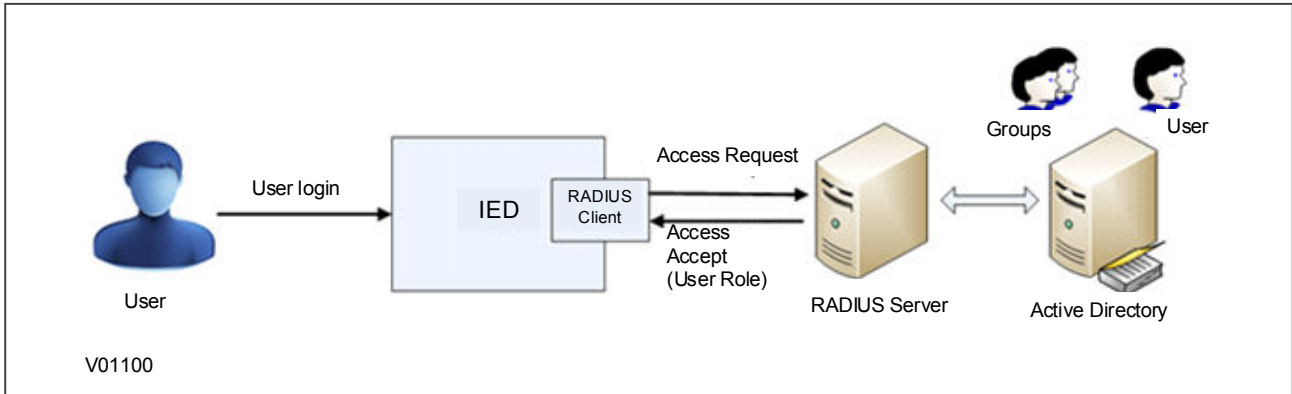 Groups
User
User login
IED
RADIUS
Client
Access Request
Access
Accept
(User Role)
User
RADIUS Server
Active Directory
V01100